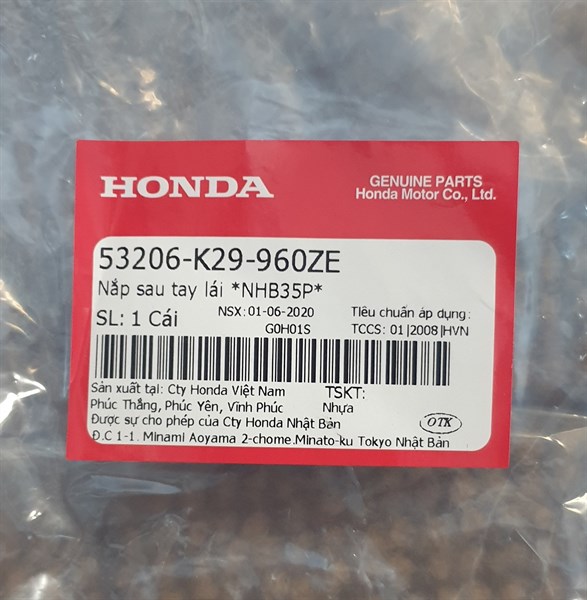 HONDA
GENUINE PARTS
Honda Motor Co., Ltd.
53206-K29-960ZE
Nắp sau tay lái *NHB35P*
SL: 1 Cái
NSX: 01-06-2020
G0H01S
Tiêu chuẩn áp dụng:
TCCS: 01|2008|HVN
Sản xuất tại: Cty Honda Việt Nam
TSKT:
Phúc Thắng, Phúc Yên, Vĩnh Phúc
Nhựa
Được sự cho phép của Cty Honda Nhật Bản
OTK
Đ.C 1-1. Minami Aoyama 2-chome.Minato-ku Tokyo Nhật Bản